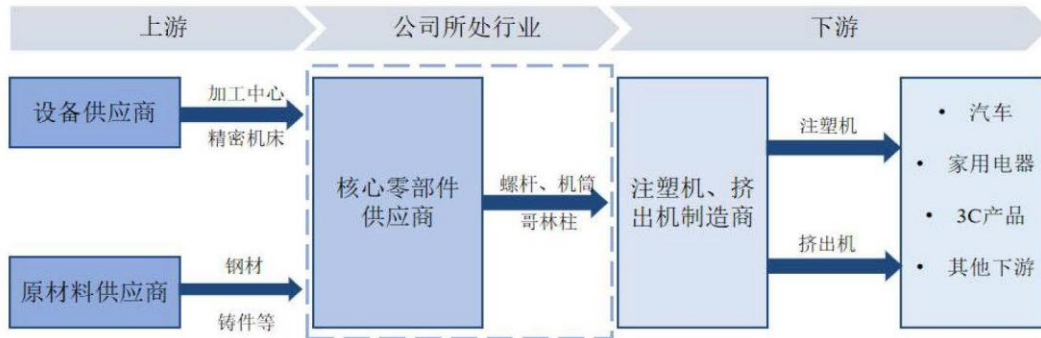 上游
公司所处行业
下游
设备供应商
加工中心
精密机床
原材料供应商
钢材
铸件等
核心零部件
供应商
螺杆、机筒
哥林柱
注塑机、挤
出机制造商
注塑机
挤出机
• 汽车
• 家用电器
• 3C产品
• 其他下游